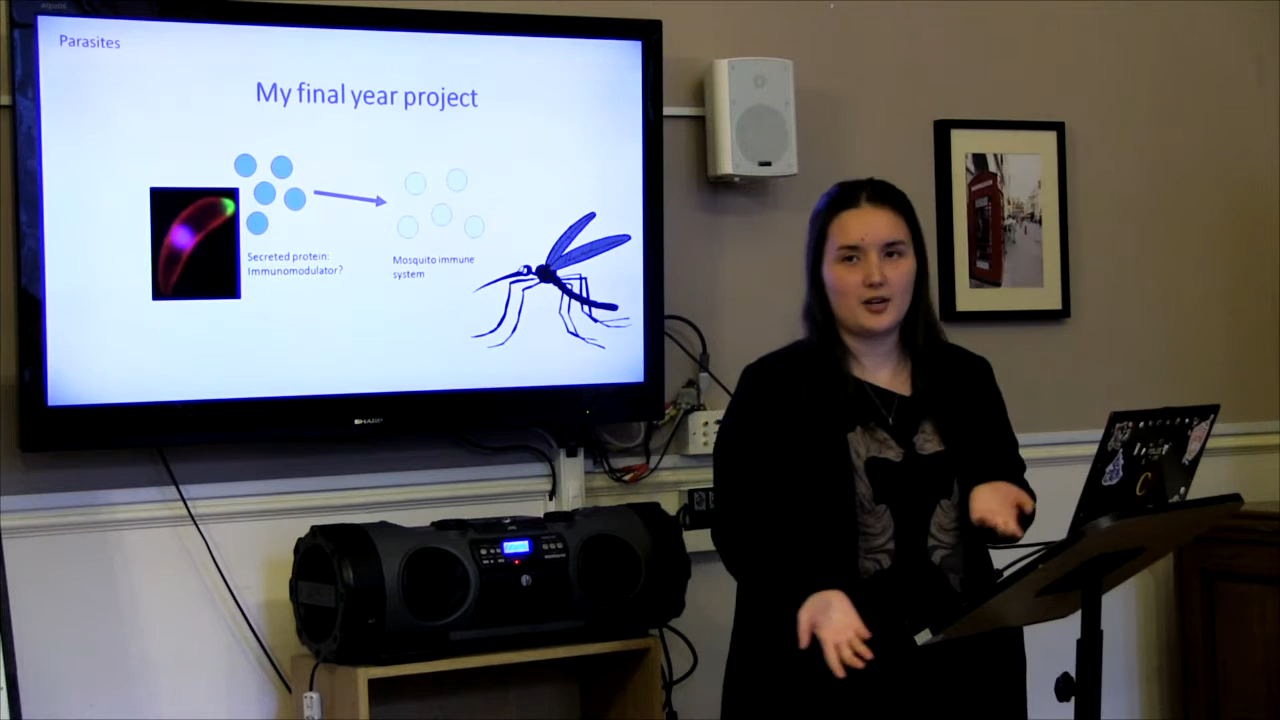 Parasites
My final year project
Secreted protein:
Immunomodulator?
Mosquito immune
system
SHARP